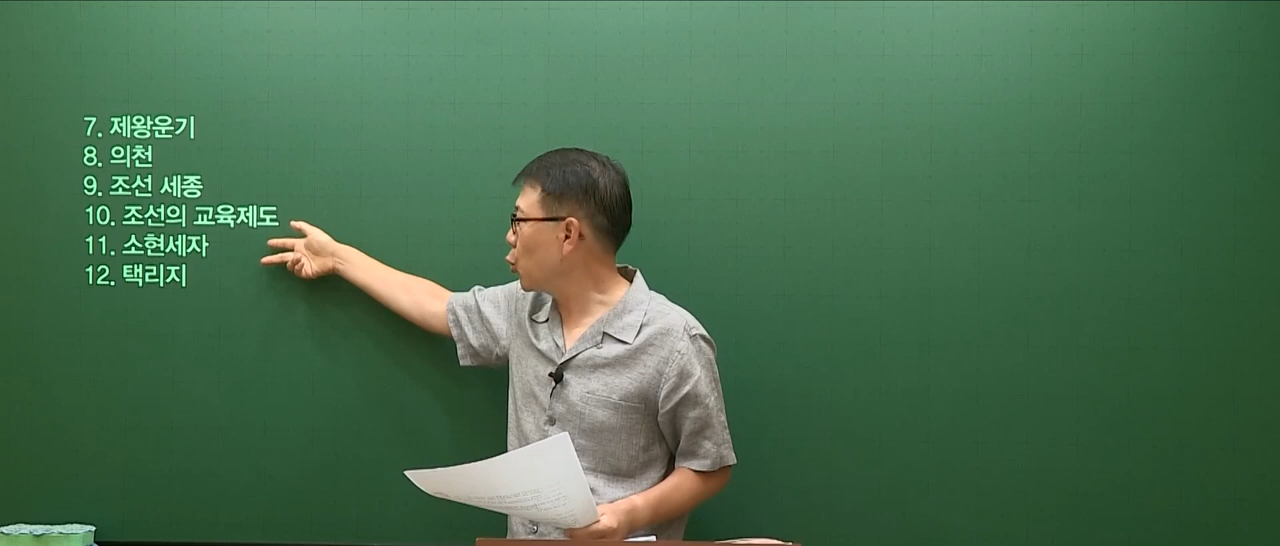 7. 제왕운기
8. 의천
9. 조선 세종
10. 조선의 교육제도
11. 소현세자
12. 택리지